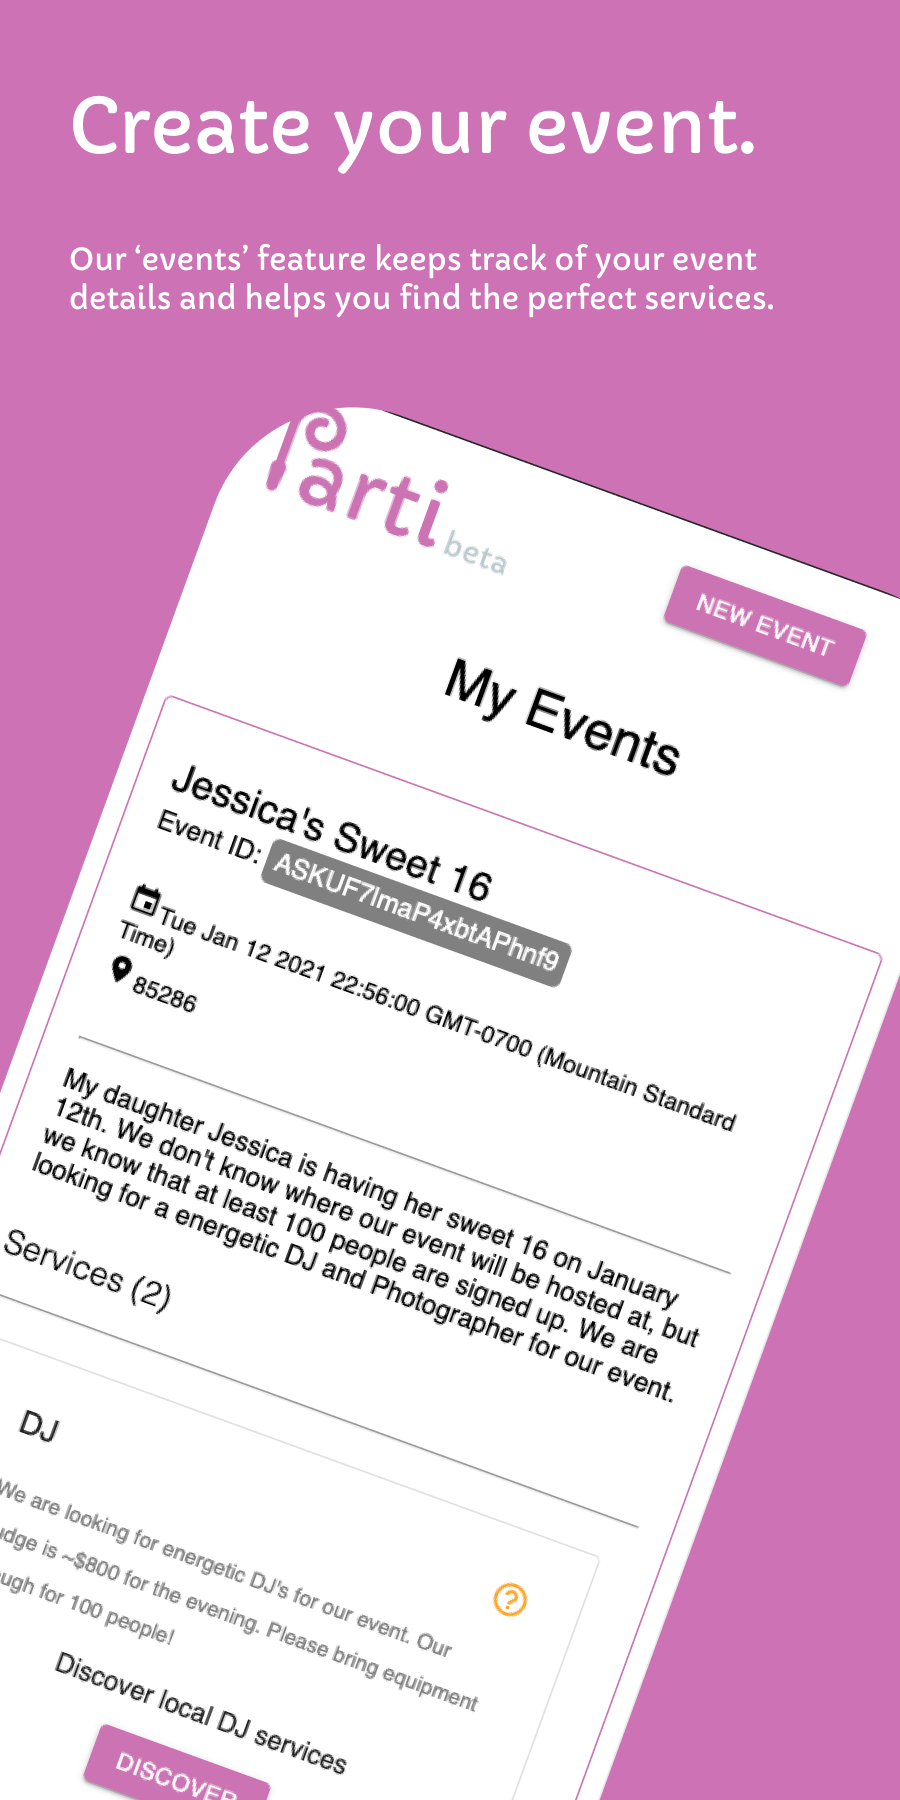 Create your event.
Our ‘events’ feature keeps track of your event
details and helps you find the perfect services.
Parti beta
NEW EVENT
My Events
Jessica's Sweet 16
Event ID: ASKUF7lmaP4xbtAPhnf9
Tue Jan 12 2021 22:56:00 GMT-0700 (Mountain Standard
Time)
85286
My daughter Jessica is having her sweet 16 on January
12th. We don't know where our event will be hosted at, but
we know that at least 100 people are signed up. We are
looking for a energetic DJ and Photographer for our event.
Services (2)
DJ
We are looking for energetic DJ's for our event. Our
udge is ~$800 for the evening. Please bring equipment
ugh for 100 people!
Discover local DJ services
DISCOVER